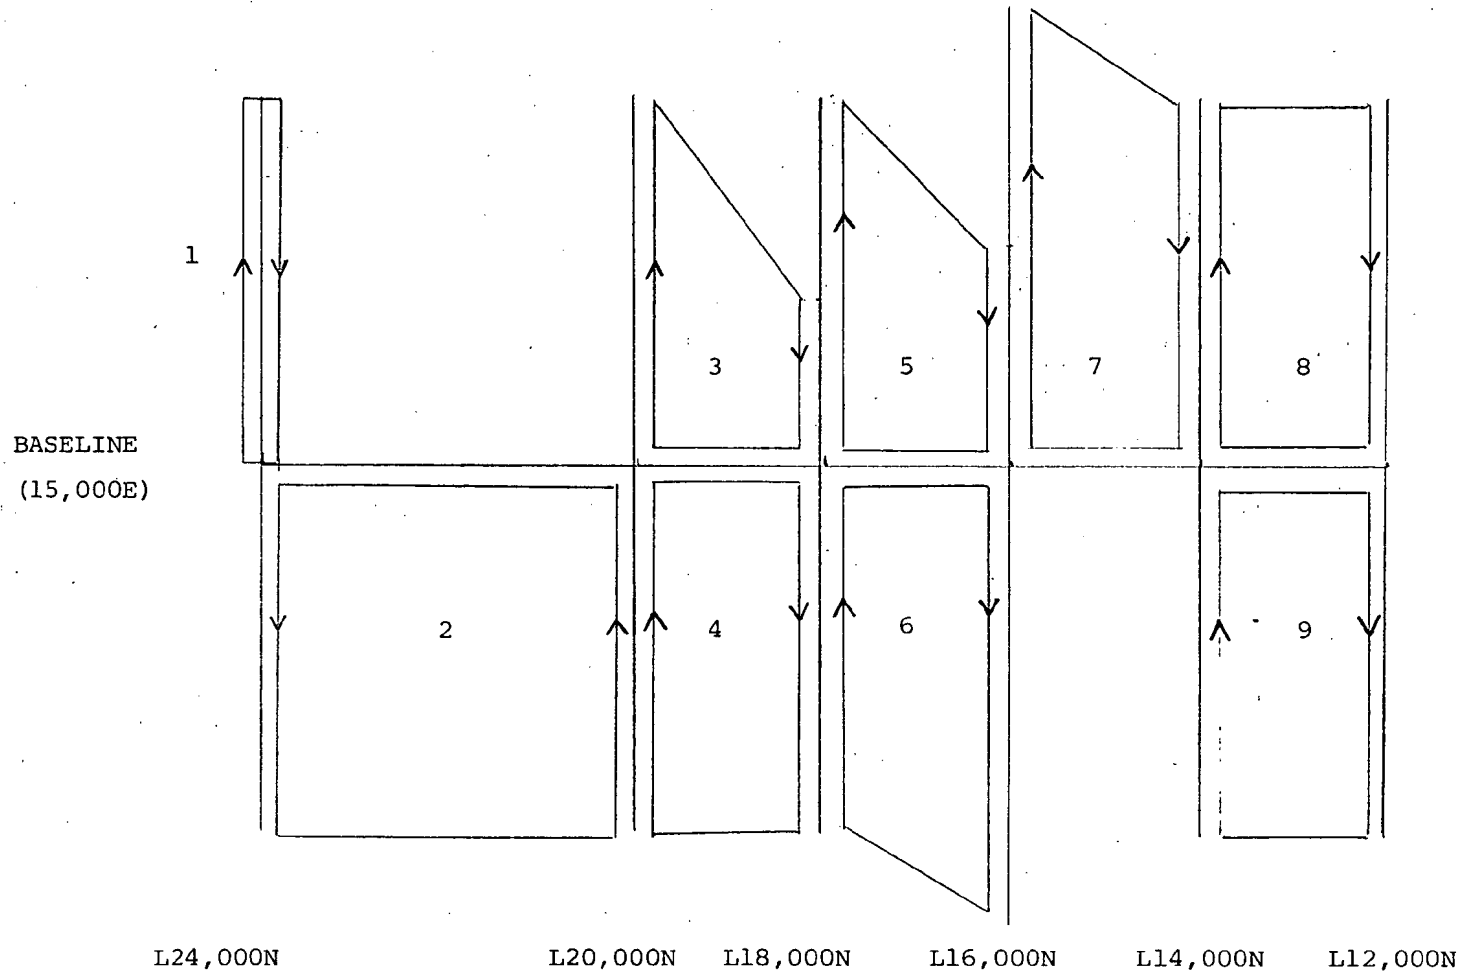 1
3
5
7
8
BASELINE
(15,000E)
2
4
6
9
L24,000N
L20,000N
L18,000N
L16,000N
L14,000N
L12,000N